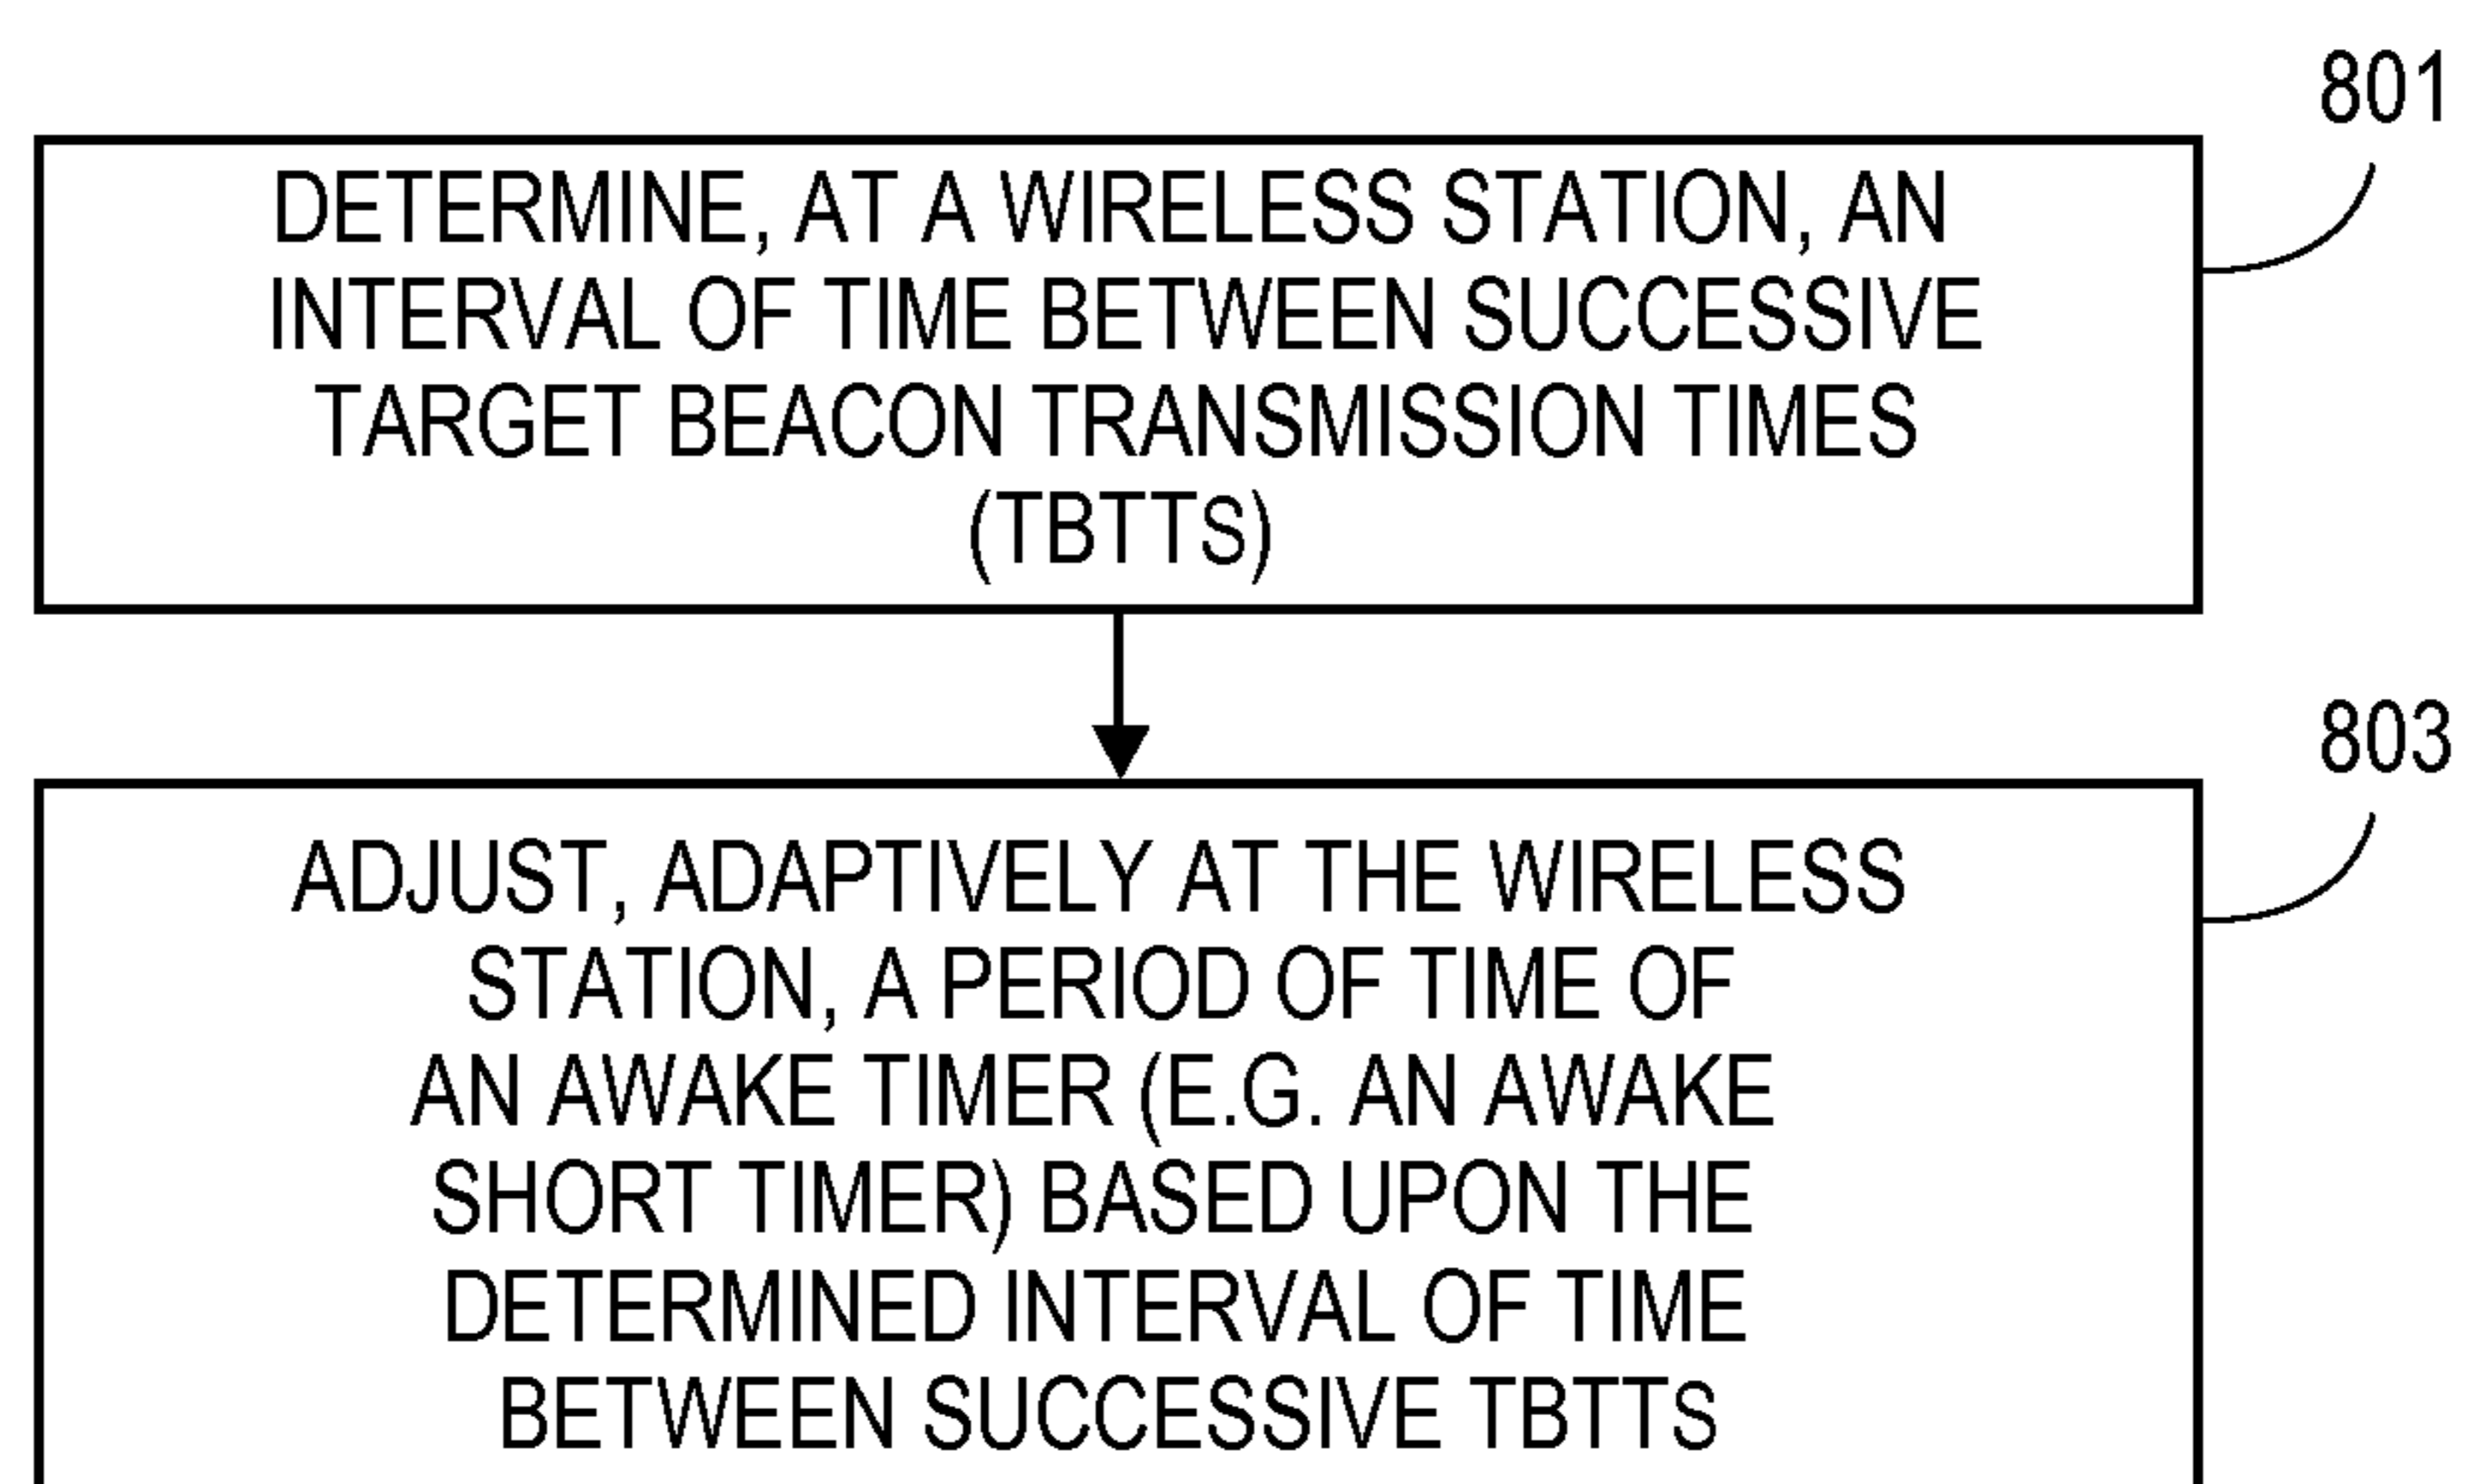 801
DETERMINE, AT A WIRELESS STATION, AN
INTERVAL OF TIME BETWEEN SUCCESSIVE
TARGET BEACON TRANSMISSION TIMES
(TBTTS)
803
ADJUST, ADAPTIVELY AT THE WIRELESS
STATION, A PERIOD OF TIME OF
AN AWAKE TIMER (E.G. AN AWAKE
SHORT TIMER) BASED UPON THE
DETERMINED INTERVAL OF TIME
BETWEEN SUCCESSIVE TBTTS